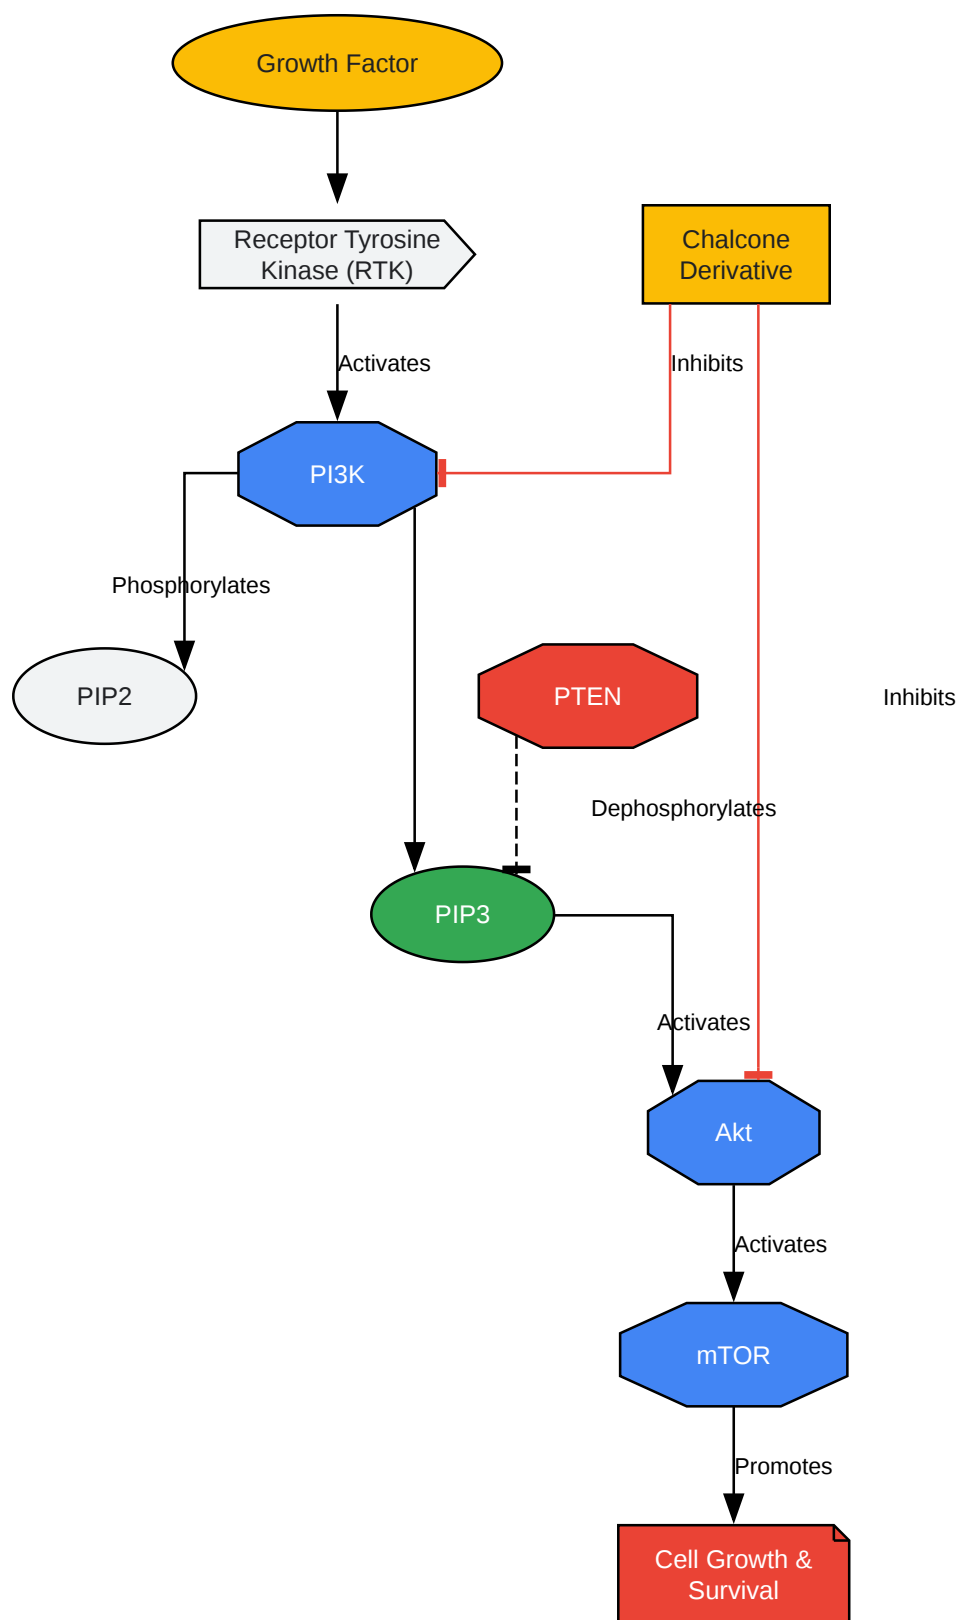 Growth Factor
Receptor Tyrosine
Kinase (RTK)
Chalcone
Derivative
Activates
Inhibits
PI3K
Phosphorylates
PIP2
PTEN
Inhibits
Dephosphorylates
PIP3
Activates
Akt
Activates
mTOR
Promotes
Cell Growth &
Survival